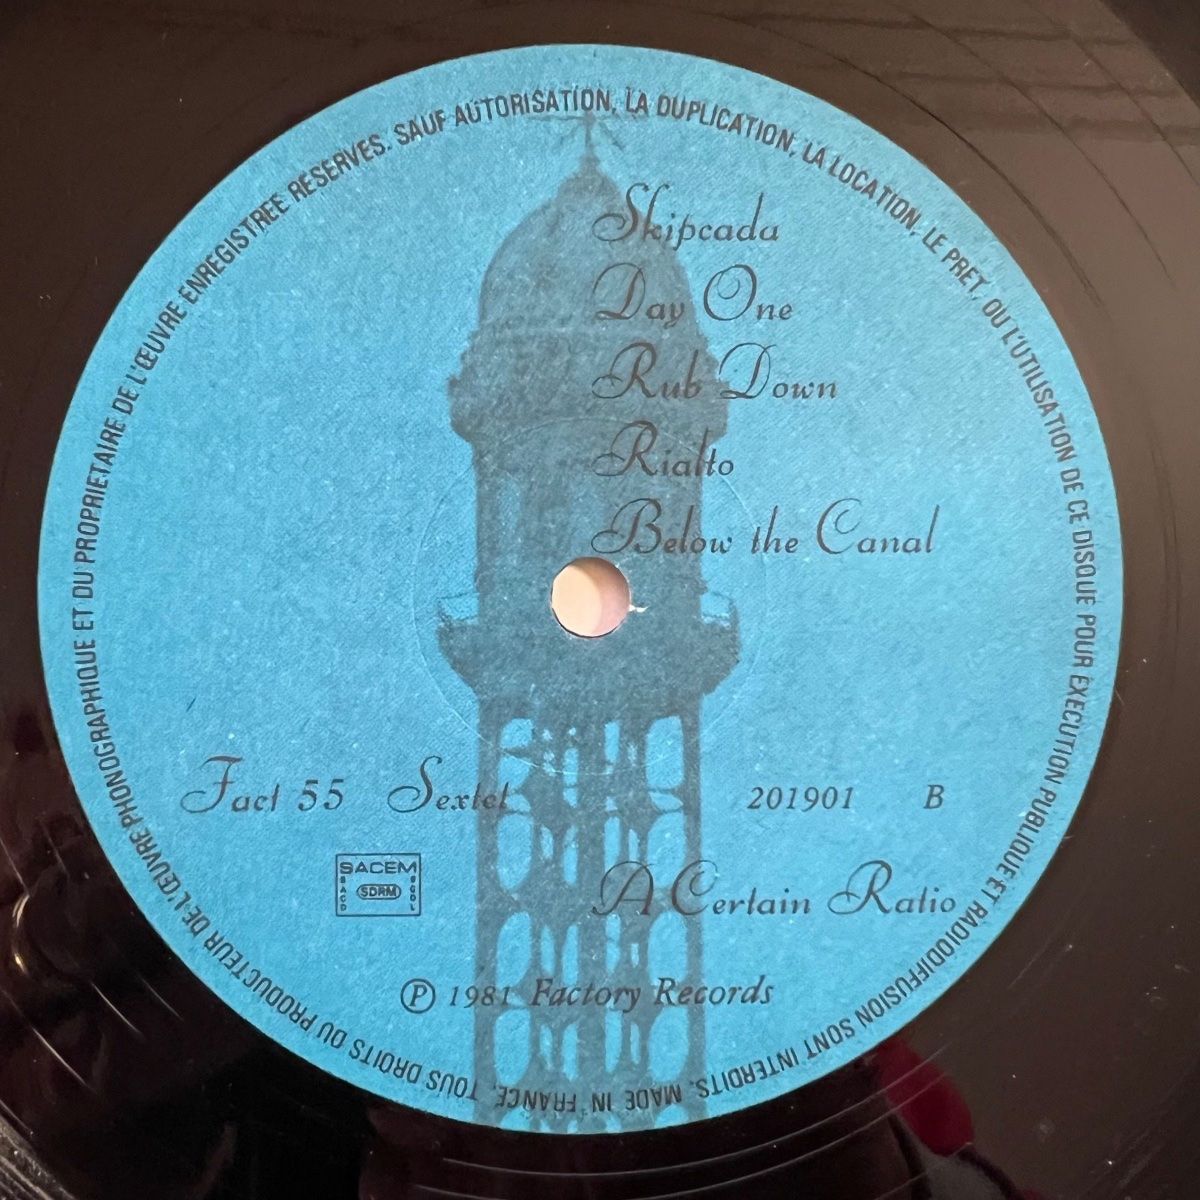 TOUS DROITS DU PRODUCTEUR DE L'ŒUVRE PHONOGRAPHIQUE ET DU PROPRIETAIRE DE L'ŒUVRE ENREGISTREE RESERVES. SAUF AUTORISATION, LA DUPLICATION, LA LOCATION, LE PRET, OU L'UTILISATION DE CE DISQUE POUR EXECUTION PUBLIQUE ET RADIODIFFUSION SONT INTERDITS. MADE IN FRANCE.
Skipcada
Day One
Rub Down
Rialto
Below the Canal
Fact 55 Sextet 201901 B
SACEM
SACD SDRM SGDL
A Certain Ratio
Ⓟ 1981 Factory Records